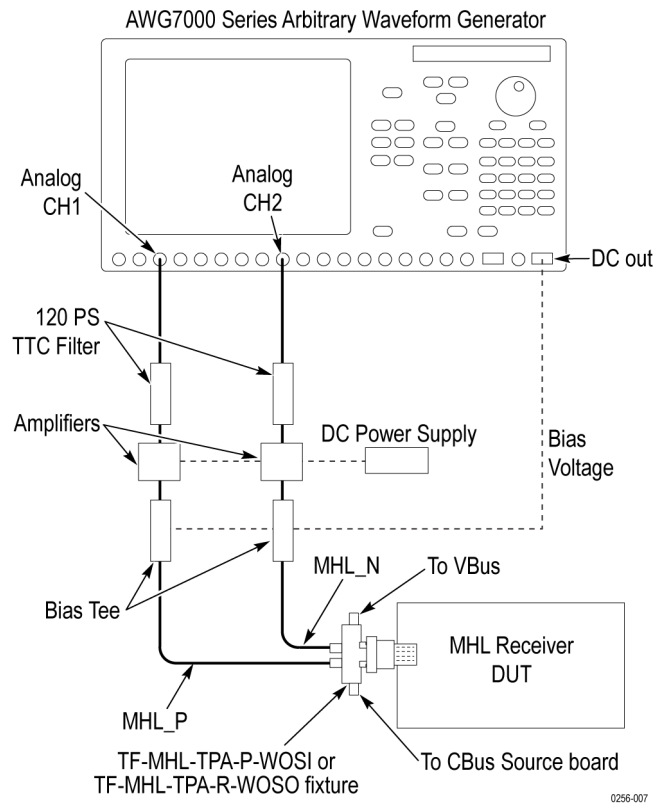 AWG7000 Series Arbitrary Waveform Generator
Analog
CH1
Analog
CH2
DC out
120 PS
TTC Filter
Amplifiers
DC Power Supply
Bias
Voltage
MHL_N
To VBus
Bias Tee
MHL Receiver
DUT
MHL_P
TF-MHL-TPA-P-WOSI or
TF-MHL-TPA-R-WOSO fixture
To CBus Source board
0256-007